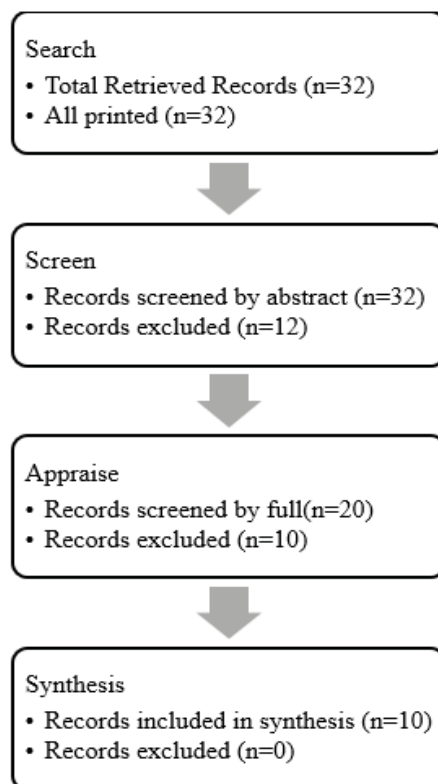 Search
• Total Retrieved Records (n=32)
• All printed (n=32)
Screen
• Records screened by abstract (n=32)
• Records excluded (n=12)
Appraise
• Records screened by full(n=20)
• Records excluded (n=10)
Synthesis
• Records included in synthesis (n=10)
• Records excluded (n=0)